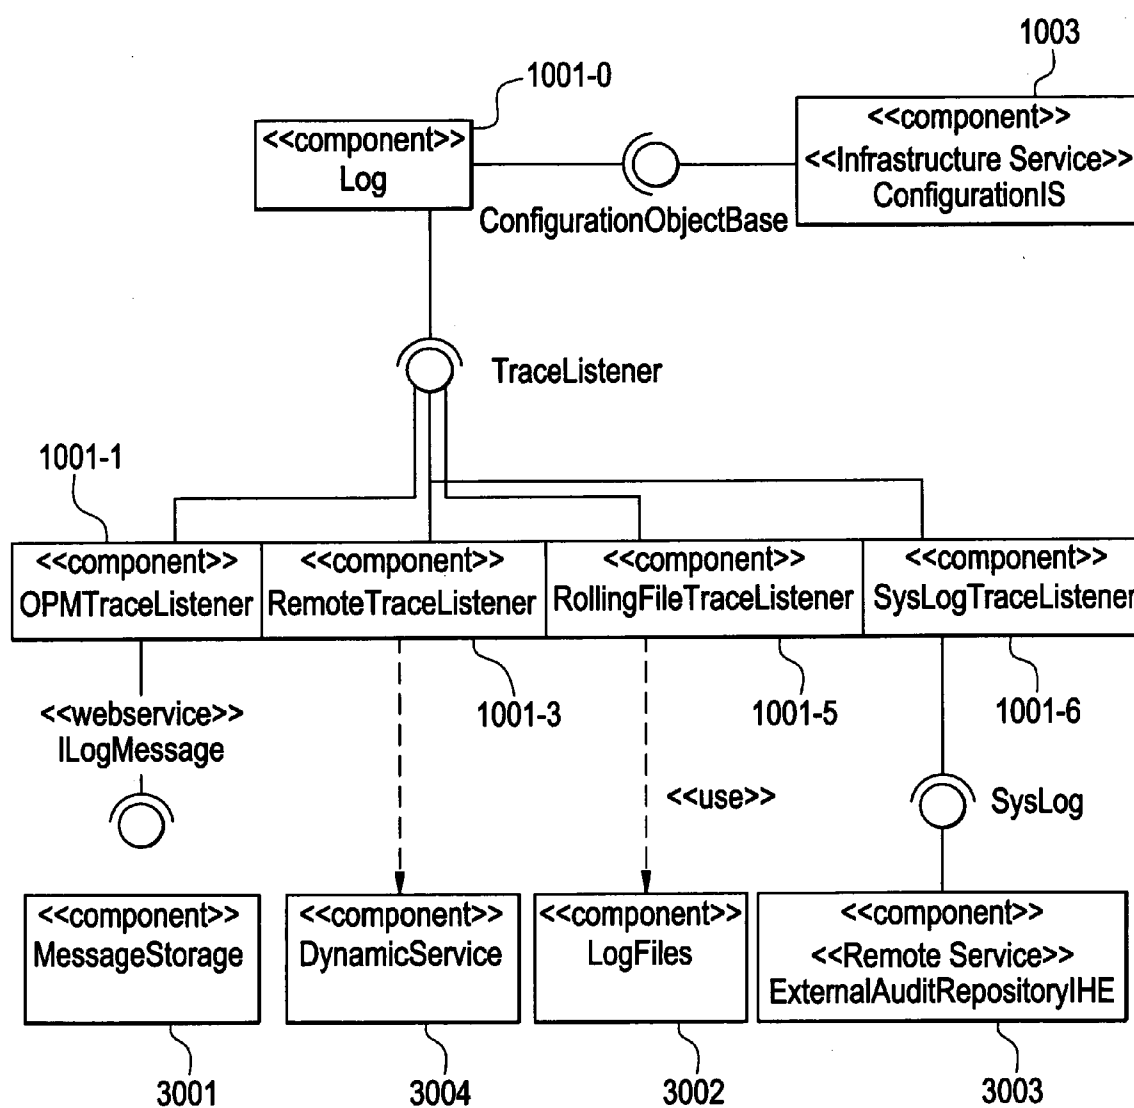 1003
1001-0
<<component>>
Log
<<component>>
<<Infrastructure Service>>
ConfigurationIS
ConfigurationObjectBase
TraceListener
1001-1
<<component>>
OPMTraceListener
<<component>>
RemoteTraceListener
<<component>>
RollingFileTraceListener
<<component>>
SysLogTraceListener
1001-3
1001-5
1001-6
<<webservice>>
ILogMessage
<<use>>
SysLog
<<component>>
MessageStorage
<<component>>
DynamicService
<<component>>
LogFiles
<<component>>
<<Remote Service>>
ExternalAuditRepositoryIHE
3001
3004
3002
3003